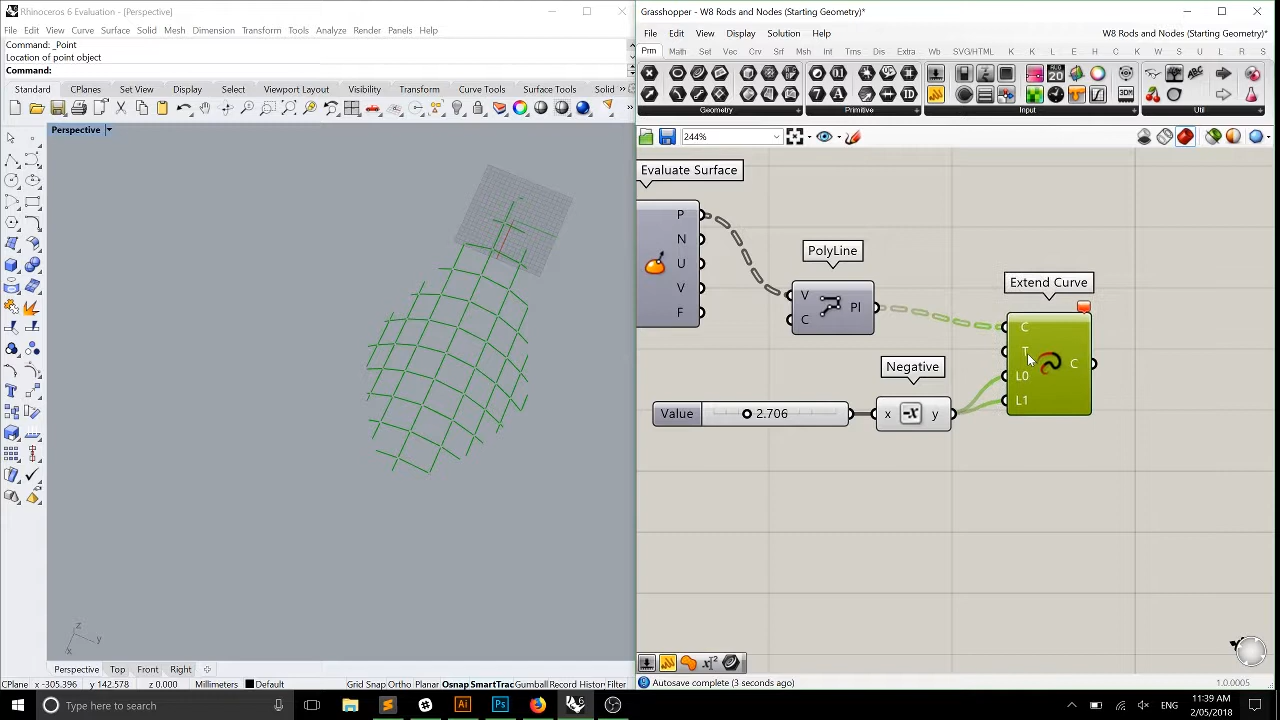 Rhinoceros 6 Evaluation - [Perspective]
File Edit View Curve Surface Solid Mesh Dimension Transform Tools Analyze Render Panels Help
Command: _Point
Location of point object
Command:
Standard CPlanes Set View Display Select Viewport Layout Visibility Transform Curve Tools Surface Tools Solid
Perspective
z
y
x
Perspective Top Front Right
CPlane x -305.396 y 142.578 z 0.000 Millimeters Default Grid Snap Ortho Planar Osnap SmartTrac Gumball Record History Filter
Grasshopper - W8 Rods and Nodes (Starting Geometry)*
File Edit View Display Solution Help
W8 Rods and Nodes (Starting Geometry)*
Prm Math Set Vec Crv Srf Msh Int Trns Dis Extra Wb SVG/HTML K K K M L E H M K L S U L R S
Geometry Primitive Input Util
244%
Evaluate Surface
P
N
U
V
F
PolyLine
V
C
Pl
Extend Curve
C
T
L0
L1
C
Negative
x -X y
Value 2.706
Autosave complete (3 seconds ago)
1.0.0005
Type here to search
ENG
11:39 AM
2/05/2018